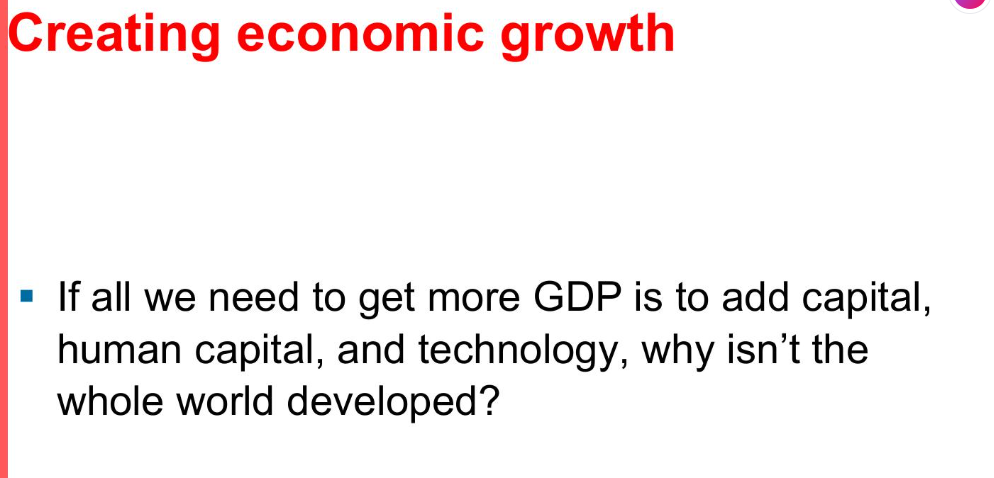 Creating economic growth
If all we need to get more GDP is to add capital,
human capital, and technology, why isn’t the
whole world developed?